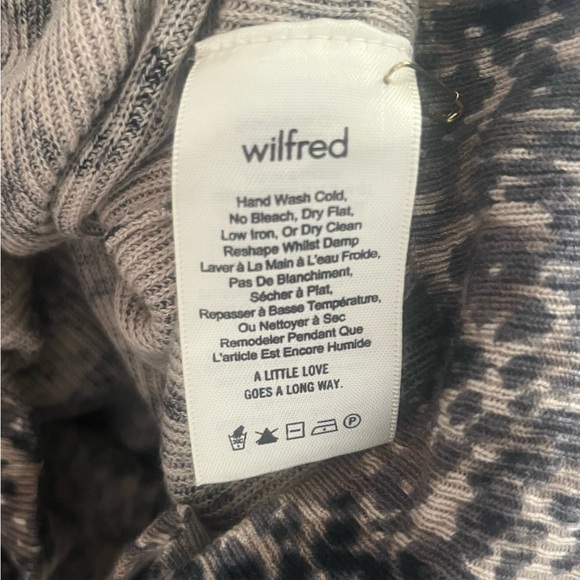 wilfred
Hand Wash Cold,
No Bleach, Dry Flat,
Low Iron, Or Dry Clean
Reshape Whilst Damp
Laver à La Main à L'eau Froide,
Pas De Blanchiment,
Sécher à Plat,
Repasser à Basse Température,
Ou Nettoyer à Sec
Remodeler Pendant Que
L'article Est Encore Humide
A LITTLE LOVE
GOES A LONG WAY.
30C P